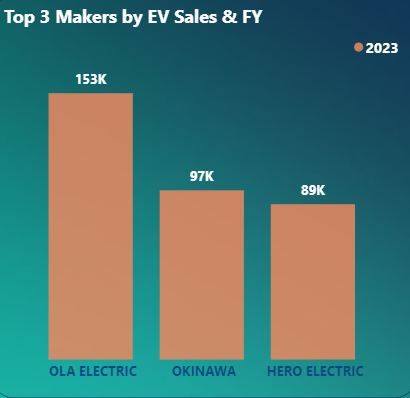 Top 3 Makers by EV Sales & FY
2023
153K
97K
89K
OLA ELECTRIC
OKINAWA
HERO ELECTRIC